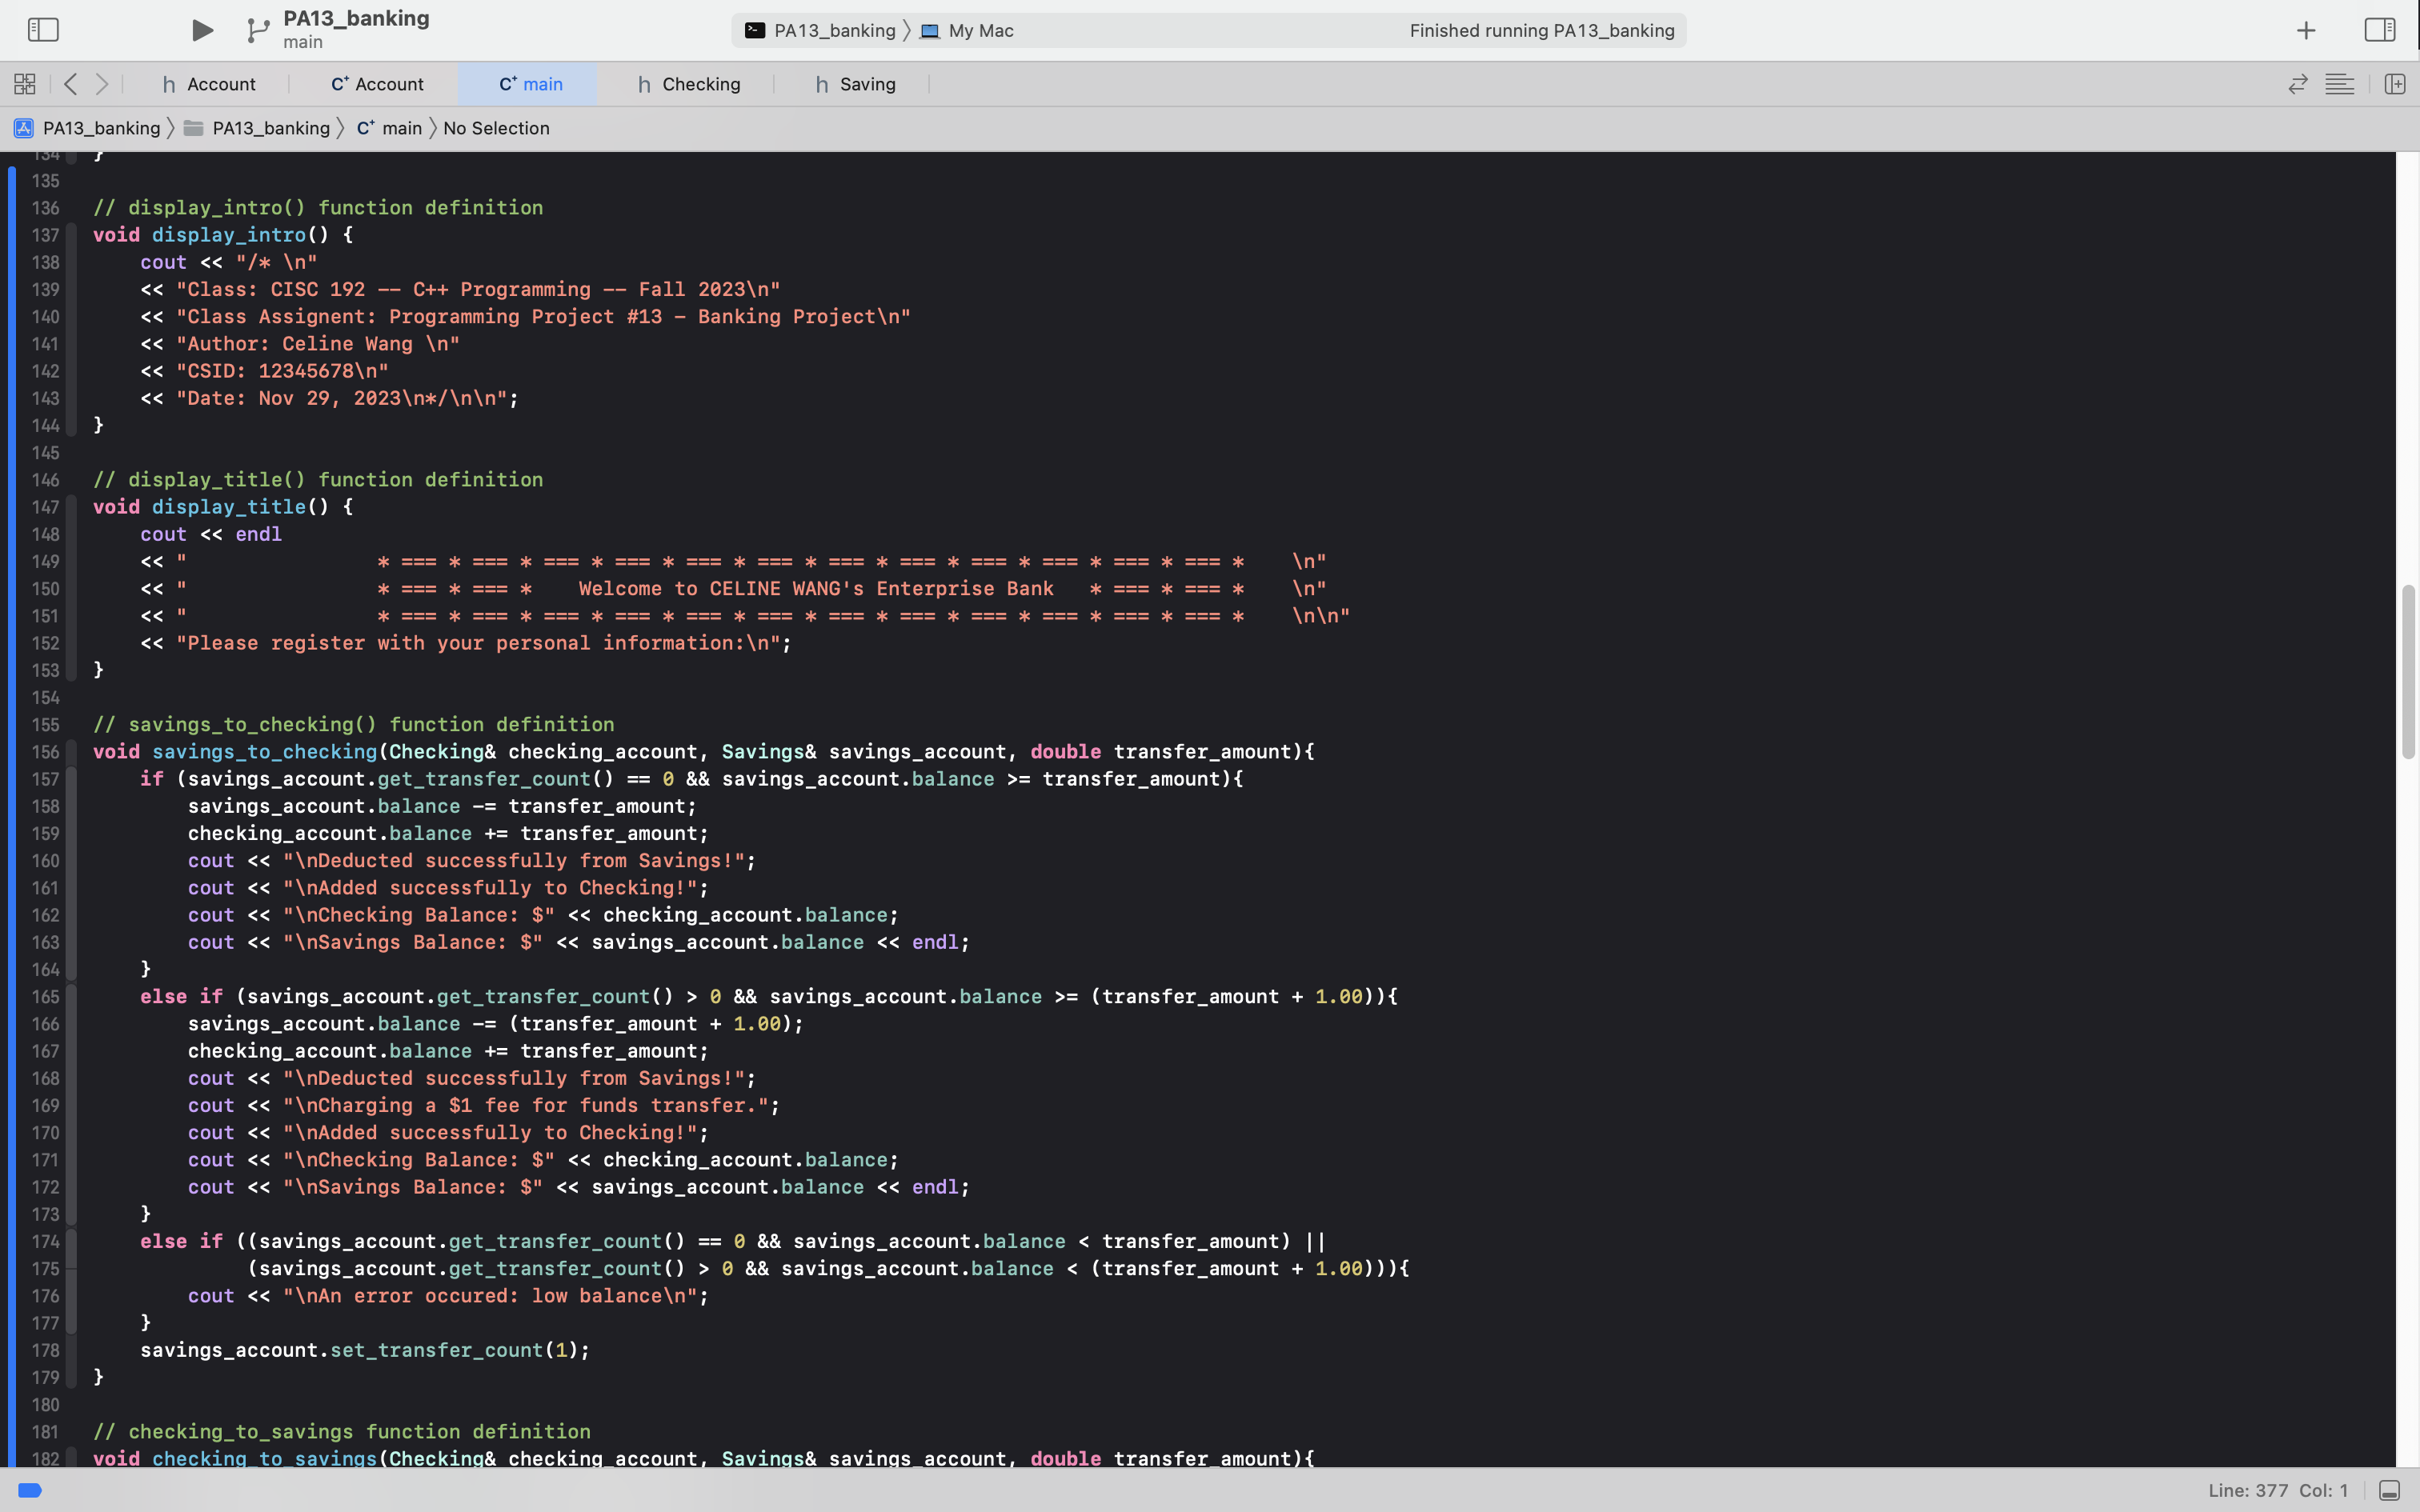 PA13_banking
main
PA13_banking 〉 My Mac
Finished running PA13_banking
h Account
C+ Account
C+ main
h Checking
h Saving
PA13_banking 〉 PA13_banking 〉 C+ main 〉 No Selection
134 }
135
136 // display_intro() function definition
137 void display_intro() {
138     cout << "/* \n"
139     << "Class: CISC 192 -- C++ Programming -- Fall 2023\n"
140     << "Class Assignent: Programming Project #13 - Banking Project\n"
141     << "Author: Celine Wang \n"
142     << "CSID: 12345678\n"
143     << "Date: Nov 29, 2023\n*/\n\n";
144 }
145
146 // display_title() function definition
147 void display_title() {
148     cout << endl
149     << "                * === * === * === * === * === * === * === * === * === * === * === * === *    \n"
150     << "                * === * === *    Welcome to CELINE WANG's Enterprise Bank   * === * === *    \n"
151     << "                * === * === * === * === * === * === * === * === * === * === * === * === *    \n\n"
152     << "Please register with your personal information:\n";
153 }
154
155 // savings_to_checking() function definition
156 void savings_to_checking(Checking& checking_account, Savings& savings_account, double transfer_amount){
157     if (savings_account.get_transfer_count() == 0 && savings_account.balance >= transfer_amount){
158         savings_account.balance -= transfer_amount;
159         checking_account.balance += transfer_amount;
160         cout << "\nDeducted successfully from Savings!";
161         cout << "\nAdded successfully to Checking!";
162         cout << "\nChecking Balance: $" << checking_account.balance;
163         cout << "\nSavings Balance: $" << savings_account.balance << endl;
164     }
165     else if (savings_account.get_transfer_count() > 0 && savings_account.balance >= (transfer_amount + 1.00)){
166         savings_account.balance -= (transfer_amount + 1.00);
167         checking_account.balance += transfer_amount;
168         cout << "\nDeducted successfully from Savings!";
169         cout << "\nCharging a $1 fee for funds transfer.";
170         cout << "\nAdded successfully to Checking!";
171         cout << "\nChecking Balance: $" << checking_account.balance;
172         cout << "\nSavings Balance: $" << savings_account.balance << endl;
173     }
174     else if ((savings_account.get_transfer_count() == 0 && savings_account.balance < transfer_amount) ||
175              (savings_account.get_transfer_count() > 0 && savings_account.balance < (transfer_amount + 1.00))){
176         cout << "\nAn error occured: low balance\n";
177     }
178     savings_account.set_transfer_count(1);
179 }
180
181 // checking_to_savings function definition
182 void checking_to_savings(Checking& checking_account, Savings& savings_account, double transfer_amount){
Line: 377 Col: 1